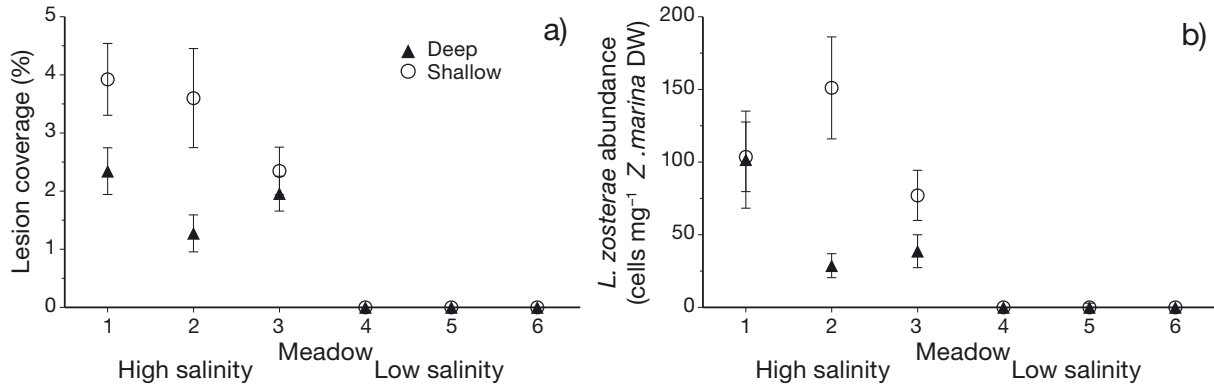 a)
5
4
3
2
1
0
Lesion coverage (%)
Deep
Shallow
1 2 3 4 5 6
Meadow
High salinity Low salinity
b)
200
150
100
50
0
L. zosterae abundance
(cells mg⁻¹ Z .marina DW)
1 2 3 4 5 6
Meadow
High salinity Low salinity